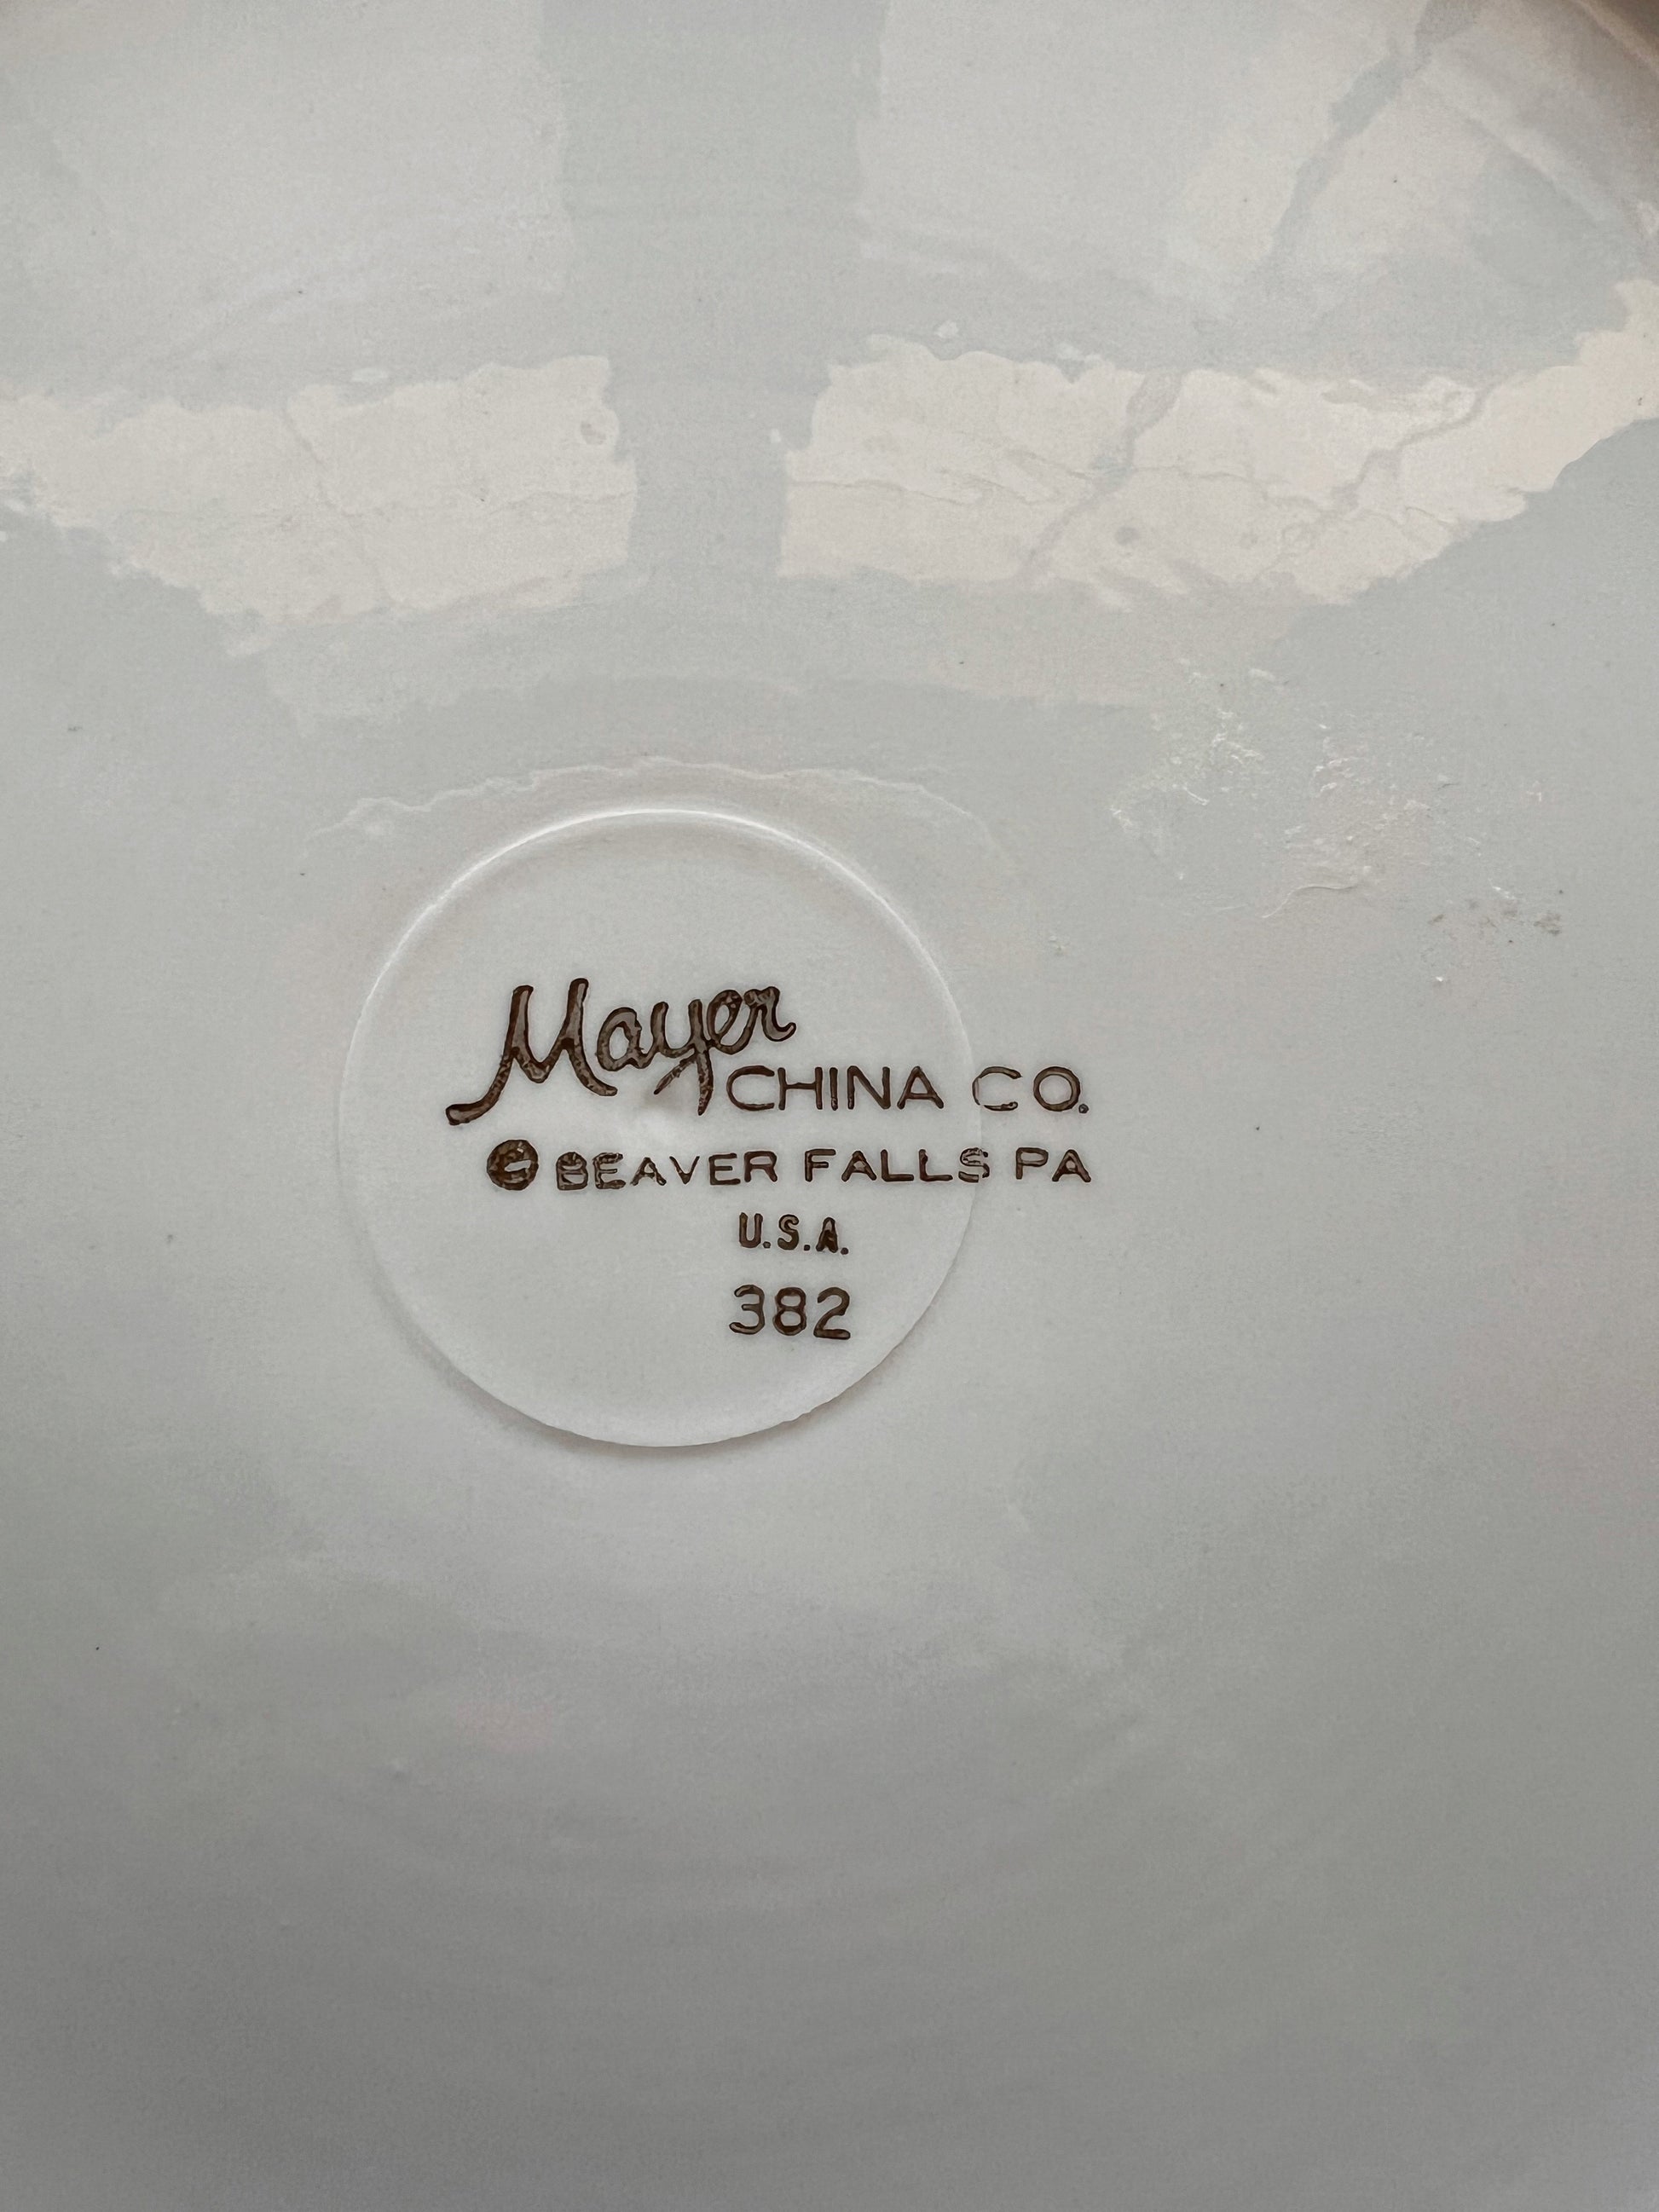 Mayer
CHINA CO.
© BEAVER FALLS PA
U.S.A.
382